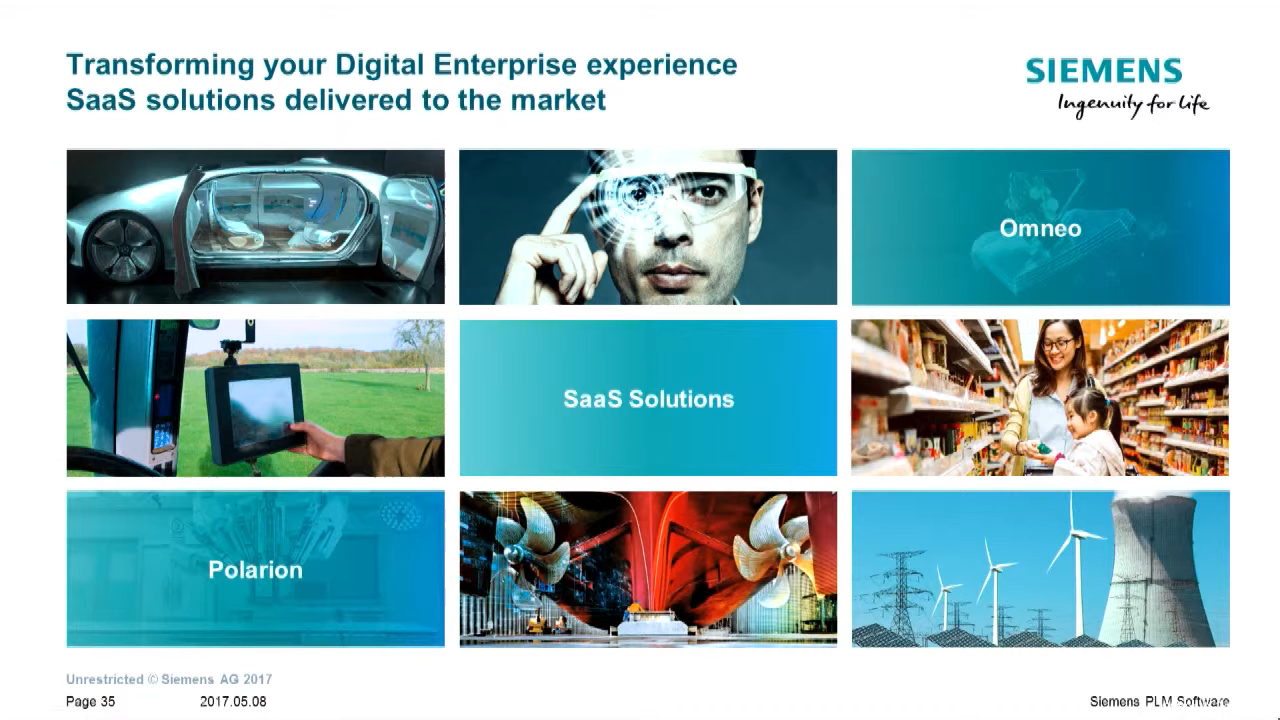 Transforming your Digital Enterprise experience
SaaS solutions delivered to the market
SIEMENS
Ingenuity for life
Omneo
SaaS Solutions
Polarion
Unrestricted © Siemens AG 2017
Page 35
2017.05.08
Siemens PLM Software